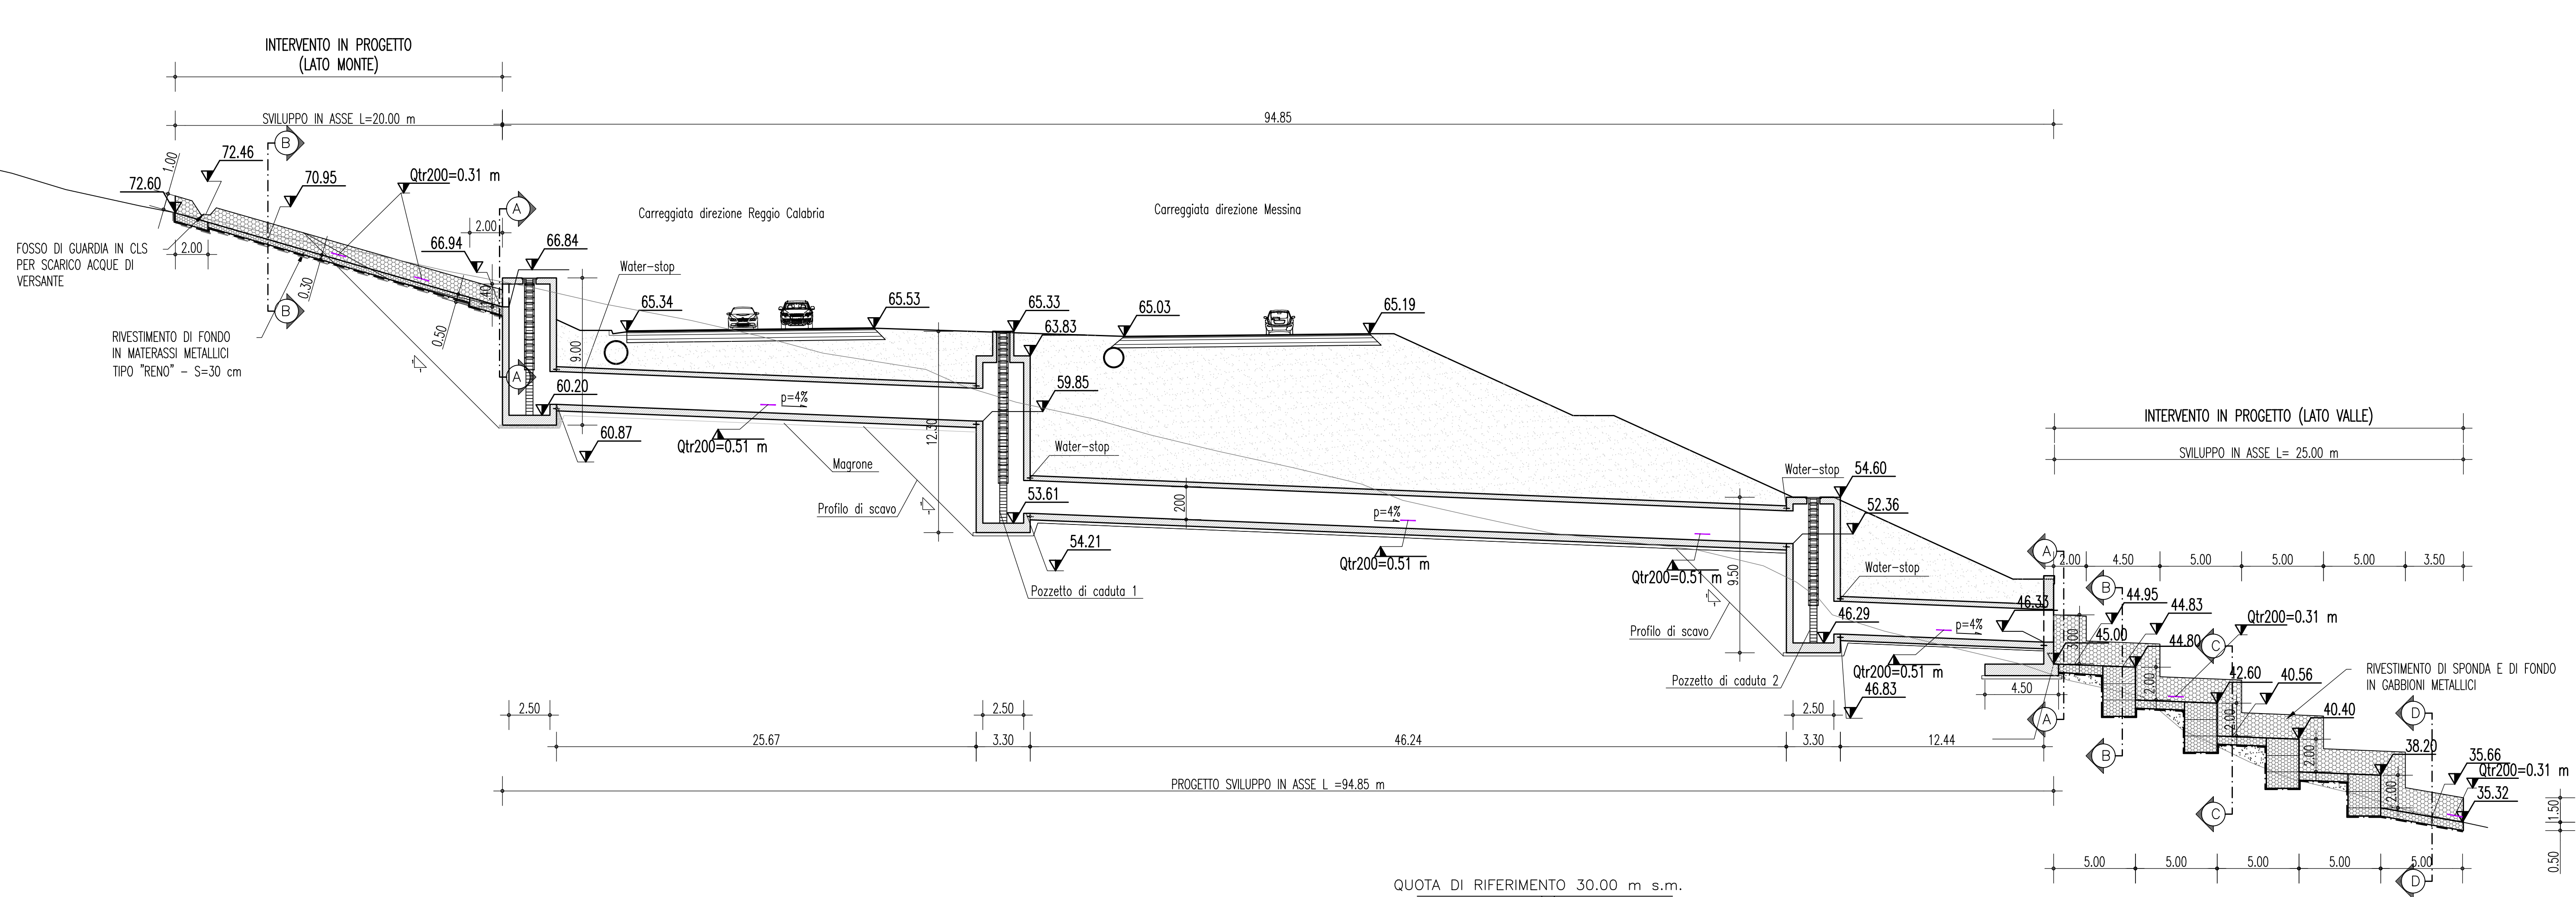 INTERVENTO IN PROGETTO
(LATO MONTE)
SVILUPPO IN ASSE L=20.00 m
94.85
1.00
72.46
72.60
70.95
Qtr200=0.31 m
B
A
Carreggiata direzione Reggio Calabria
Carreggiata direzione Messina
FOSSO DI GUARDIA IN CLS
PER SCARICO ACQUE DI
VERSANTE
2.00
2.00
66.94
66.84
0.30
0.50
B
A
RIVESTIMENTO DI FONDO
IN MATERASSI METALLICI
TIPO "RENO" - S=30 cm
Water-stop
65.34
65.53
65.33
63.83
65.03
65.19
9.00
60.20
60.87
p=4%
Qtr200=0.51 m
Magrone
Profilo di scavo
12.30
59.85
Water-stop
53.61
54.21
Pozzetto di caduta 1
200
p=4%
Qtr200=0.51 m
Qtr200=0.51 m
Water-stop
54.60
52.36
9.50
Profilo di scavo
Pozzetto di caduta 2
Water-stop
46.29
46.33
p=4%
Qtr200=0.51 m
46.83
INTERVENTO IN PROGETTO (LATO VALLE)
SVILUPPO IN ASSE L= 25.00 m
2.00
4.50
5.00
5.00
5.00
3.50
A
B
44.95
44.83
Qtr200=0.31 m
3.00
45.00
44.80
C
4.50
2.00
42.60
40.56
RIVESTIMENTO DI SPONDA E DI FONDO
IN GABBIONI METALLICI
A
B
2.00
40.40
D
2.00
38.20
35.66
Qtr200=0.31 m
2.00
35.32
C
1.50
0.50
2.50
2.50
2.50
25.67
3.30
46.24
3.30
12.44
PROGETTO SVILUPPO IN ASSE L =94.85 m
5.00
5.00
5.00
5.00
5.00
D
QUOTA DI RIFERIMENTO 30.00 m s.m.